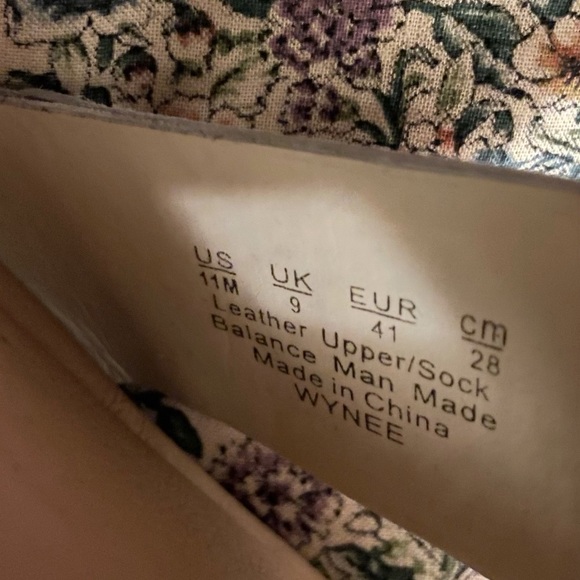 US UK EUR cm
11M 9 41 28
Leather Upper/Sock
Balance Man Made
Made in China
WYNEE